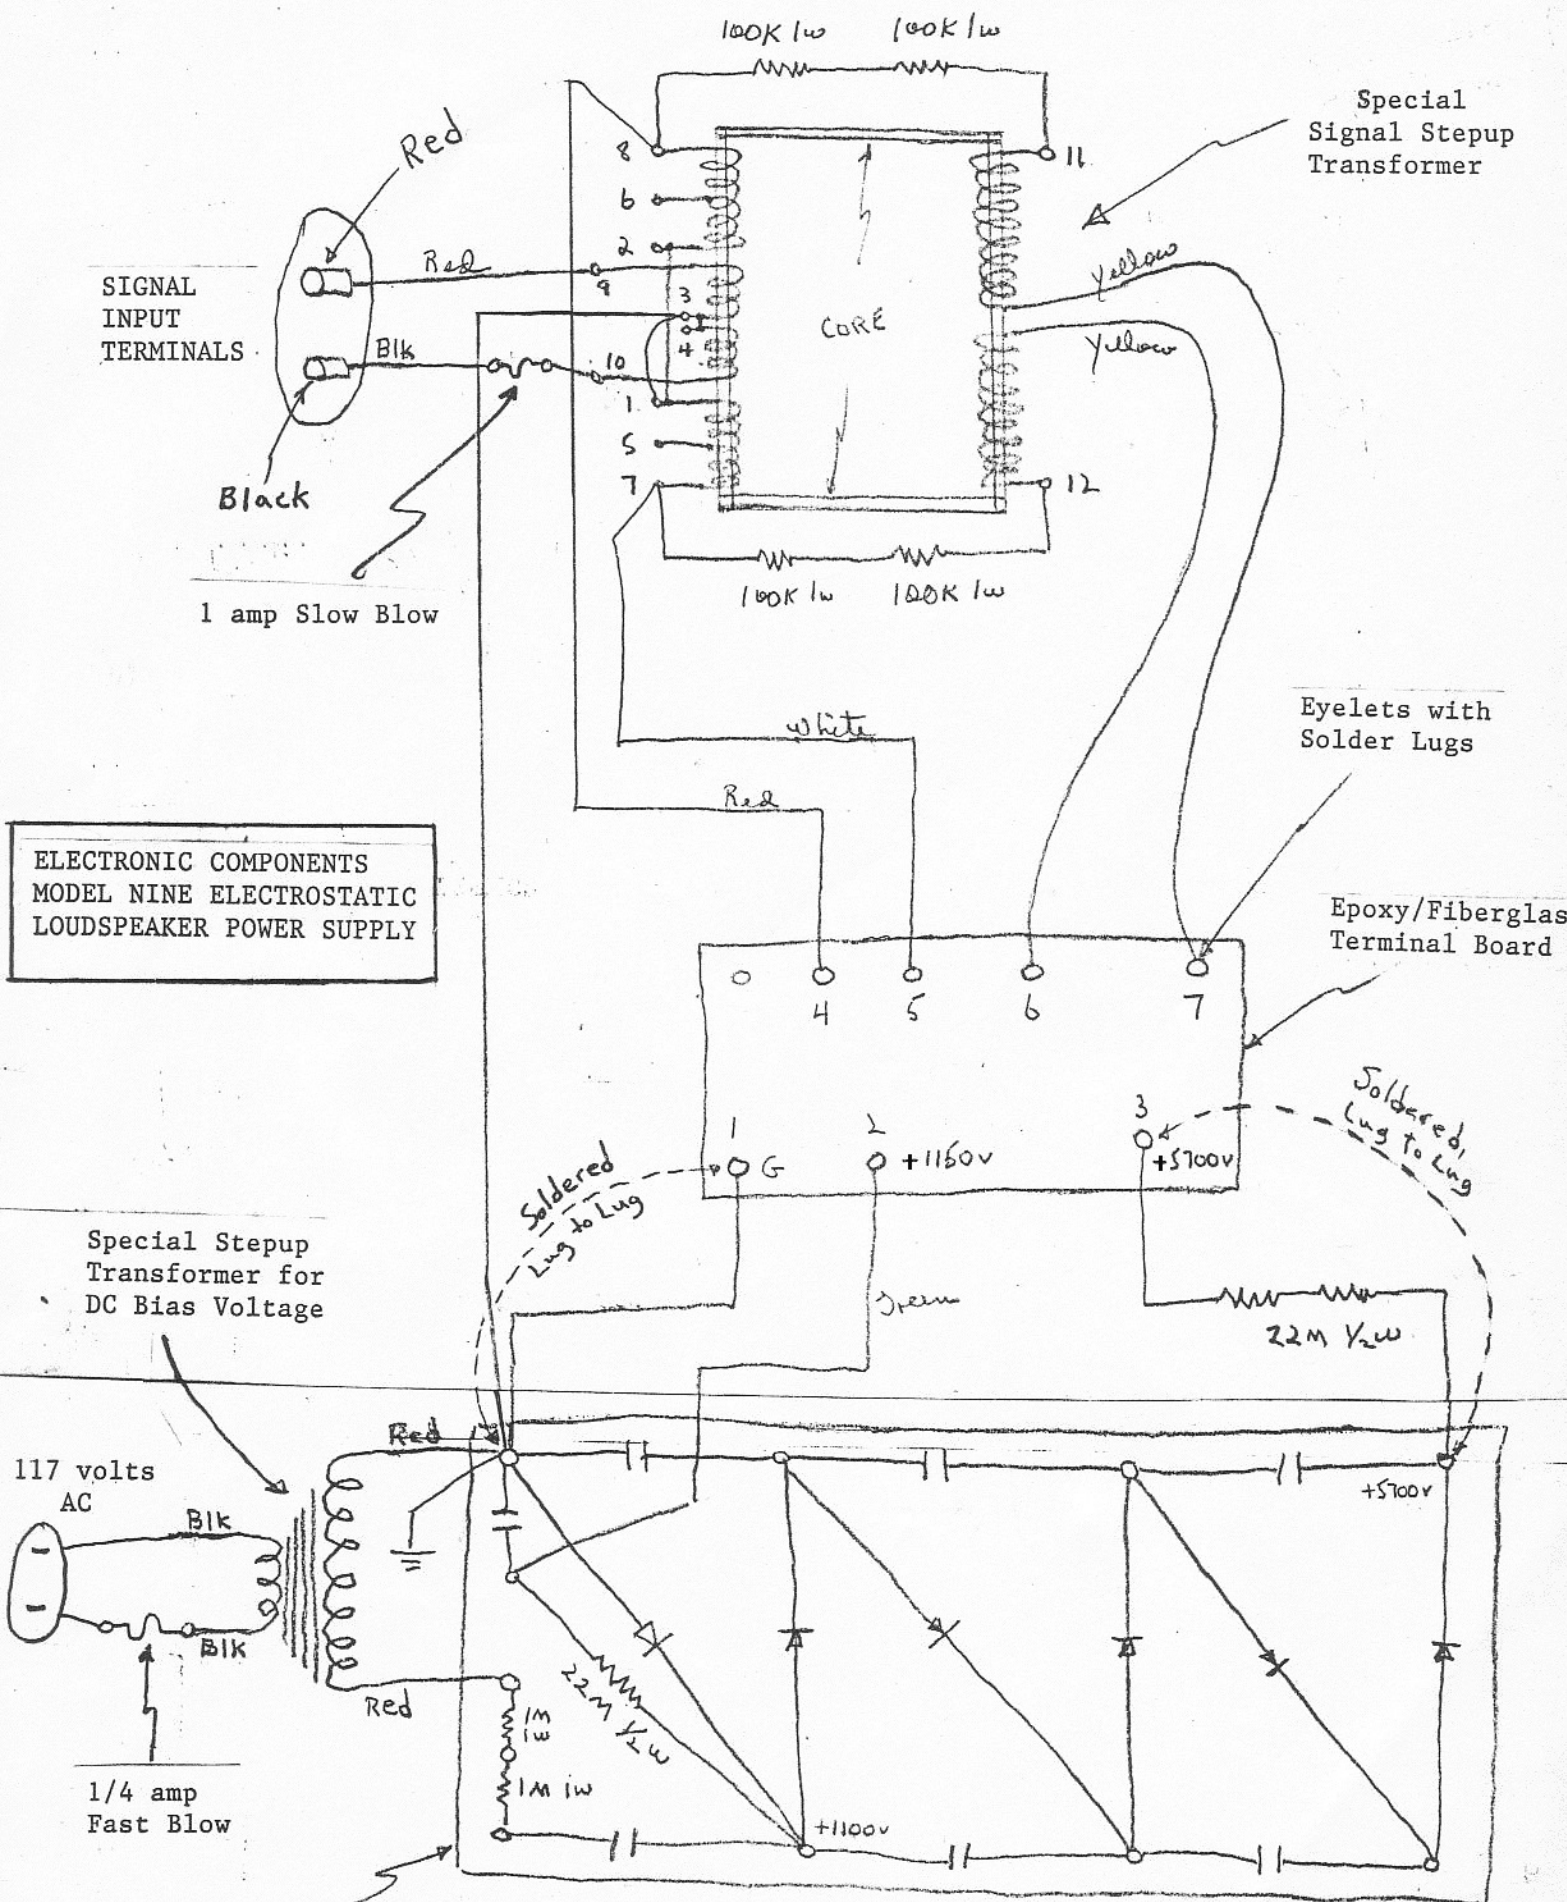 100K 1w 100K 1w
Special
Signal Stepup
Transformer
Red
8
11
6
2
Red
9
3
4
SIGNAL
INPUT
TERMINALS
Yellow
Yellow
CORE
Blk
10
1
5
7
12
Black
1 amp Slow Blow
100K 1w 100K 1w
Eyelets with
Solder Lugs
White
Red
ELECTRONIC COMPONENTS
MODEL NINE ELECTROSTATIC
LOUDSPEAKER POWER SUPPLY
Epoxy/Fiberglas
Terminal Board
4 5 6 7
Soldered,
Lug to Lug
1 2 3
G +1150v +5700v
Soldered
Lug to Lug
Special Stepup
Transformer for
DC Bias Voltage
Green
22M 1/2w
Red
117 volts
AC
+5700v
Blk
Blk
Red
22M 1/2w
1M
1w
1M 1w
1/4 amp
Fast Blow
+1100v